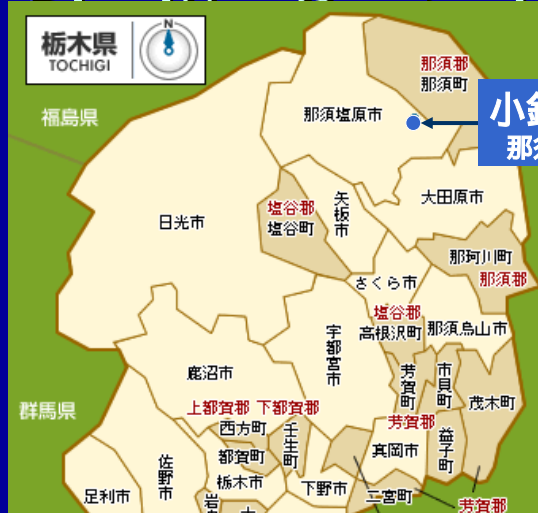 栃木県
TOCHIGI
N
福島県
那須郡
那須町
那須塩原市
小
那須
大田原市
日光市
塩谷郡
塩谷町
矢板市
那珂川町
那須郡
さくら市
塩谷郡
高根沢町
那須烏山市
宇都宮市
鹿沼市
芳賀町
市貝町
茂木町
群馬県
上都賀郡
下都賀郡
西方町
壬生町
芳賀郡
真岡市
益子町
都賀町
佐野市
足利市
栃木市
下野市
二宮町
芳賀郡